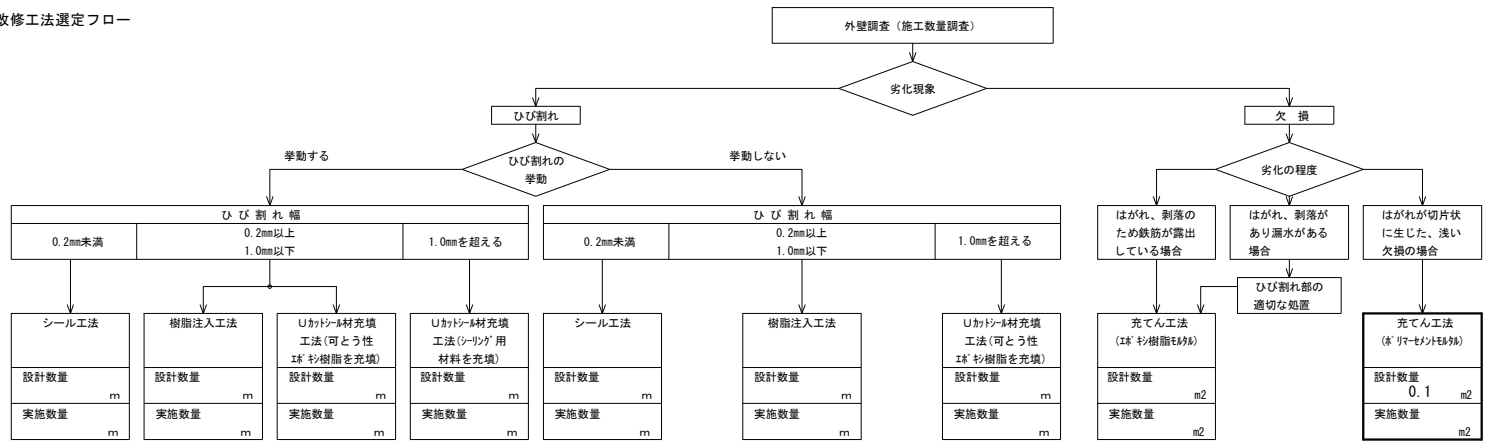 改修工法選定フロー
外壁調査（施工数量調査）
劣化現象
ひび割れ
欠　損
挙動する
ひび割れの
挙動
挙動しない
劣化の程度
ひ び 割 れ 幅
0.2㎜未満
0.2㎜以上
1.0㎜以下
1.0㎜を超える
ひ び 割 れ 幅
0.2㎜未満
0.2㎜以上
1.0㎜以下
1.0㎜を超える
はがれ、剥落の
ため鉄筋が露出
している場合
はがれ、剥落が
あり漏水がある
場合
はがれが切片状
に生じた、浅い
欠損の場合
ひび割れ部の
適切な処置
シール工法
設計数量
m
実施数量
m
樹脂注入工法
設計数量
m
実施数量
m
Uｶｯﾄｼｰﾙ材充填
工法(可とう性
ｴﾎﾟｷｼ樹脂を充填)
設計数量
m
実施数量
m
Uｶｯﾄｼｰﾙ材充填
工法(ｼｰﾘﾝｸﾞ用
材料を充填)
設計数量
m
実施数量
m
シール工法
設計数量
m
実施数量
m
樹脂注入工法
設計数量
m
実施数量
m
Uｶｯﾄｼｰﾙ材充填
工法(可とう性
ｴﾎﾟｷｼ樹脂を充填)
設計数量
m
実施数量
m
充てん工法
(ｴﾎﾟｷｼ樹脂ﾓﾙﾀﾙ)
設計数量
m2
実施数量
m2
充てん工法
(ﾎﾟﾘﾏｰｾﾒﾝﾄﾓﾙﾀﾙ)
設計数量
0.1 m2
実施数量
m2